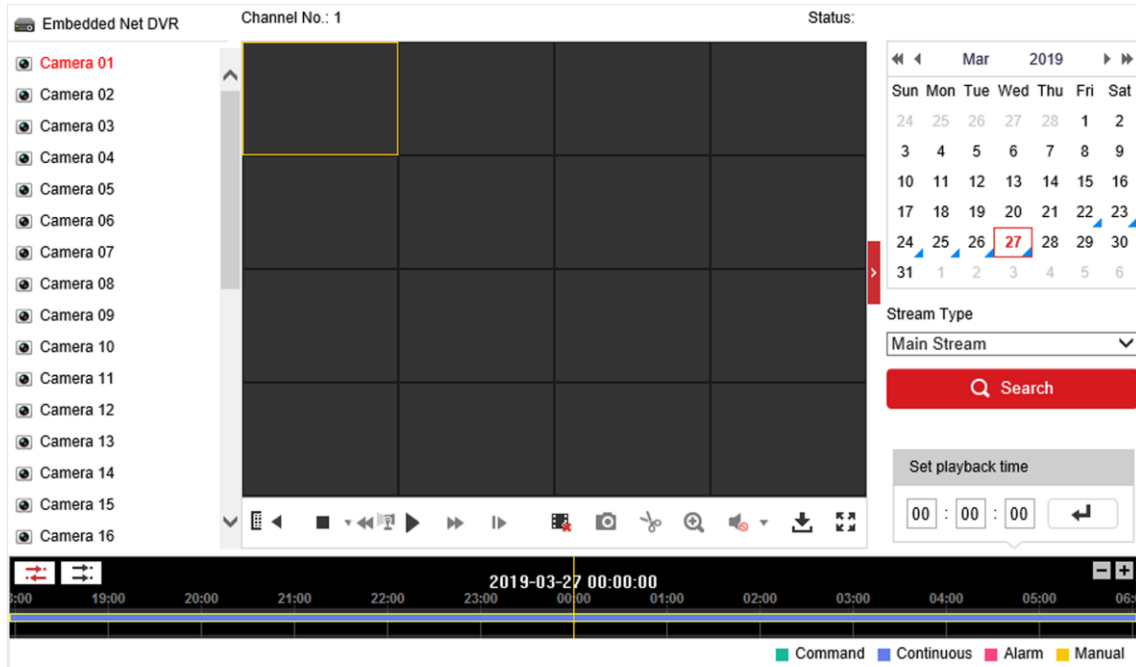 Embedded Net DVR
Channel No.: 1
Status:
Camera 01
Camera 02
Camera 03
Camera 04
Camera 05
Camera 06
Camera 07
Camera 08
Camera 09
Camera 10
Camera 11
Camera 12
Camera 13
Camera 14
Camera 15
Camera 16
Mar 2019
Sun Mon Tue Wed Thu Fri Sat
24 25 26 27 28 1 2
3 4 5 6 7 8 9
10 11 12 13 14 15 16
17 18 19 20 21 22 23
24 25 26 27 28 29 30
31 1 2 3 4 5 6
Stream Type
Main Stream
Search
Set playback time
00 : 00 : 00
2019-03-27 00:00:00
8:00 19:00 20:00 21:00 22:00 23:00 00:00 01:00 02:00 03:00 04:00 05:00 06:
Command Continuous Alarm Manual